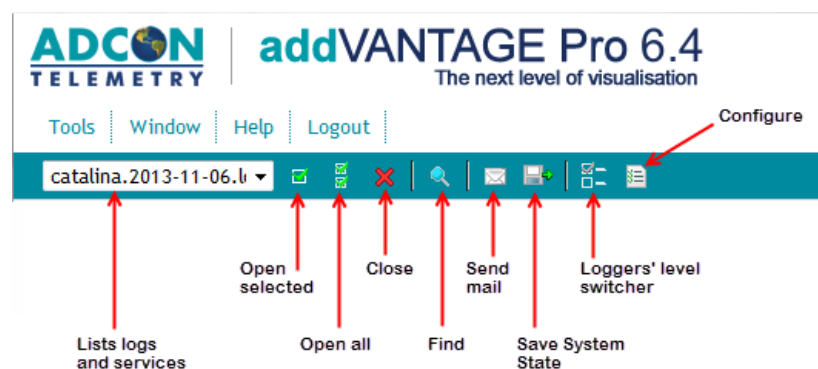 ADCON
TELEMETRY
addVANTAGE Pro 6.4
The next level of visualisation
Tools
Window
Help
Logout
Configure
catalina.2013-11-06.l
Open
selected
Close
Send
mail
Loggers' level
switcher
Lists logs
and services
Open all
Find
Save System
State